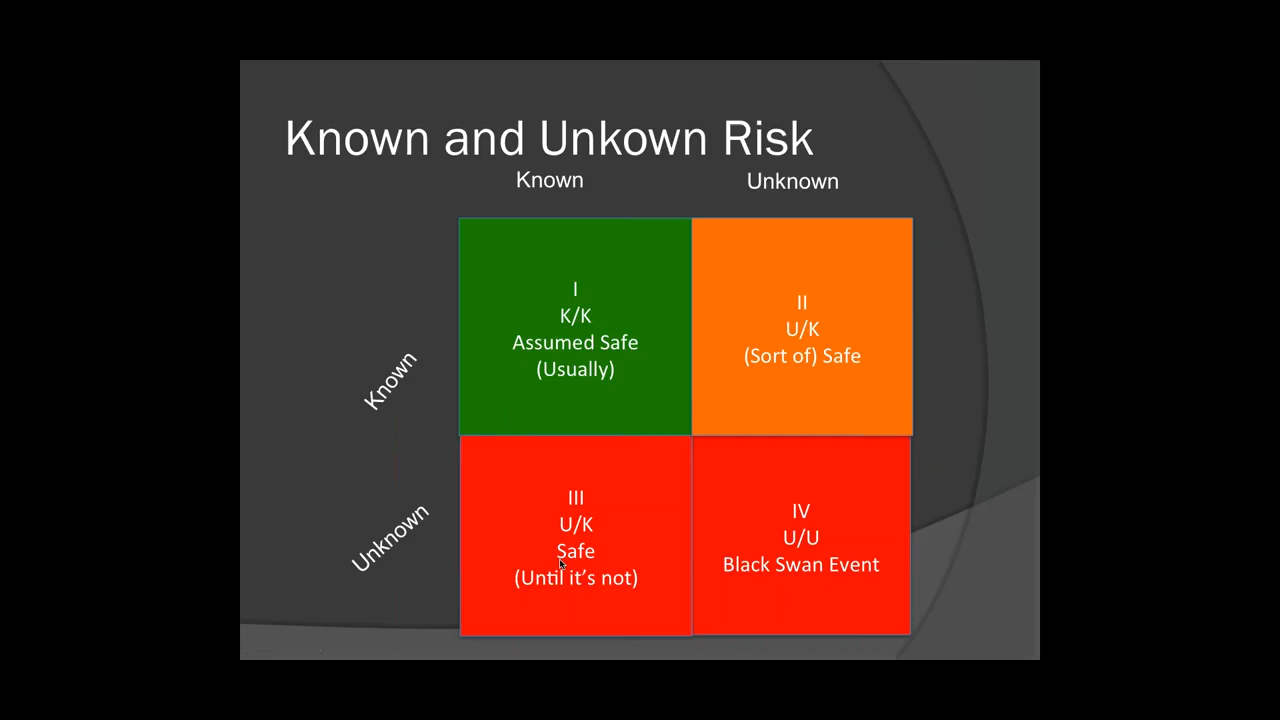 Known and Unkown Risk
Known
Unknown
I
K/K
Assumed Safe
(Usually)
II
U/K
(Sort of) Safe
Known
III
U/K
Safe
(Until it's not)
IV
U/U
Black Swan Event
Unknown